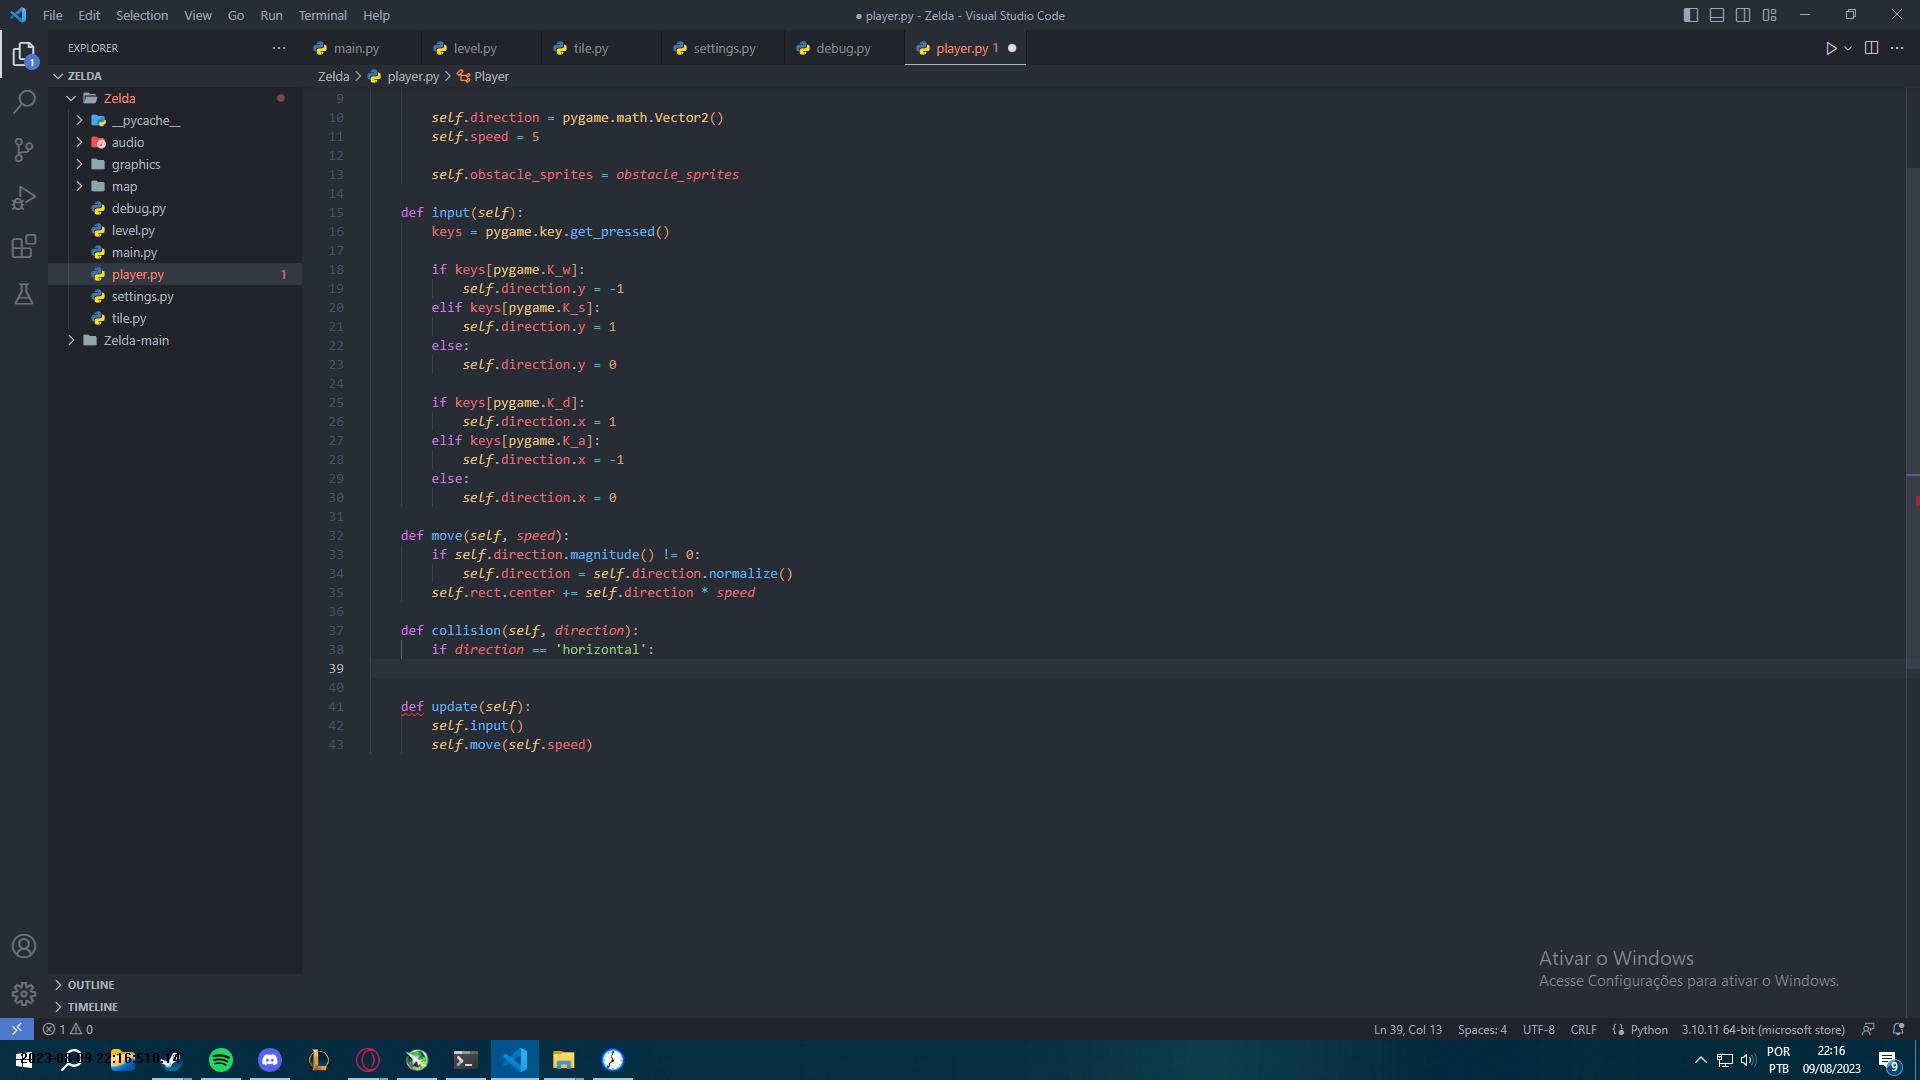 File Edit Selection View Go Run Terminal Help
● player.py - Zelda - Visual Studio Code
EXPLORER
main.py level.py tile.py settings.py debug.py player.py 1
ZELDA
Zelda > player.py > Player
Zelda
__pycache__
audio
graphics
map
debug.py
level.py
main.py
player.py 1
settings.py
tile.py
Zelda-main
OUTLINE
TIMELINE
9
10 self.direction = pygame.math.Vector2()
11 self.speed = 5
12
13 self.obstacle_sprites = obstacle_sprites
14
15 def input(self):
16 keys = pygame.key.get_pressed()
17
18 if keys[pygame.K_w]:
19 self.direction.y = -1
20 elif keys[pygame.K_s]:
21 self.direction.y = 1
22 else:
23 self.direction.y = 0
24
25 if keys[pygame.K_d]:
26 self.direction.x = 1
27 elif keys[pygame.K_a]:
28 self.direction.x = -1
29 else:
30 self.direction.x = 0
31
32 def move(self, speed):
33 if self.direction.magnitude() != 0:
34 self.direction = self.direction.normalize()
35 self.rect.center += self.direction * speed
36
37 def collision(self, direction):
38 if direction == 'horizontal':
39
40
41 def update(self):
42 self.input()
43 self.move(self.speed)
Ativar o Windows
Acesse Configurações para ativar o Windows.
1 0
Ln 39, Col 13 Spaces: 4 UTF-8 CRLF Python 3.10.11 64-bit (microsoft store)
POR
PTB
22:16
09/08/2023
9
1